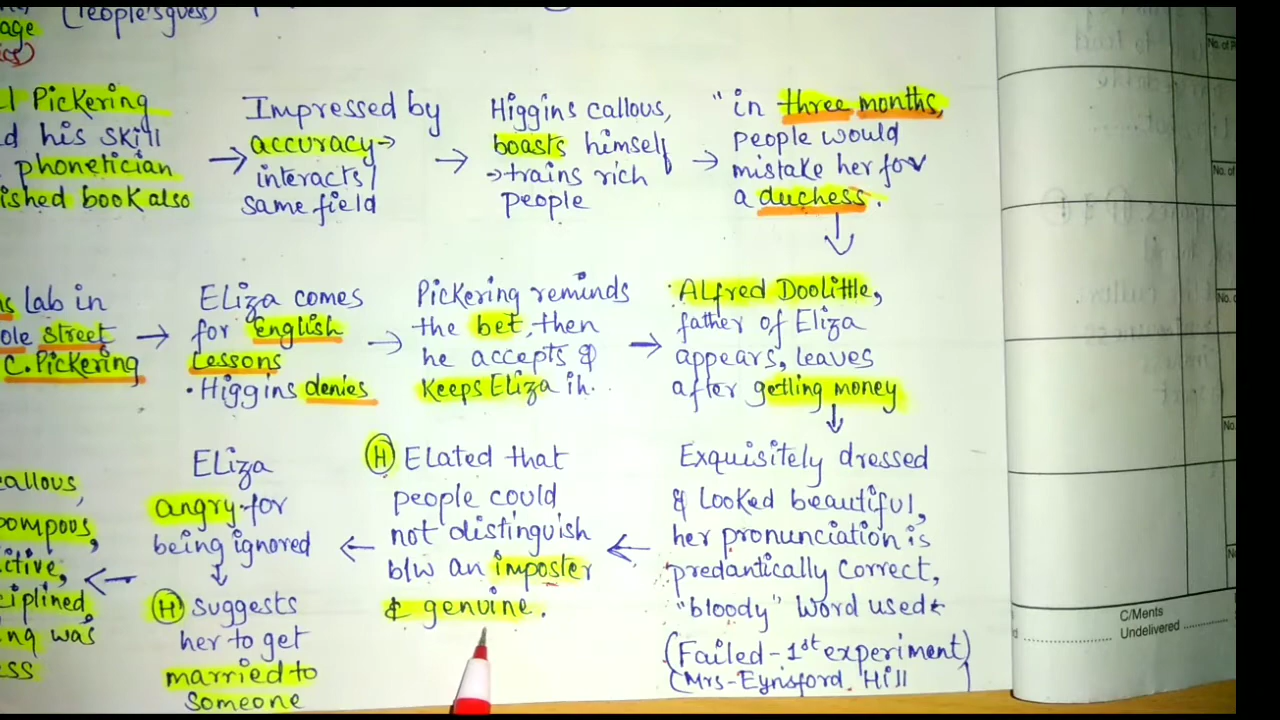 (People's guess)
age
l Pickering
d his skill
phonetician
ished book also
Impressed by
accuracy→
interacts/
same field
Higgins callous,
boasts himself
→trains rich
people
"in three months,
people would
mistake her for
a duchess.
lab in
ole street
C. Pickering
Eliza comes
for English
Lessons
• Higgins denies
Pickering reminds
the bet, then
he accepts &
Keeps Eliza in..
• Alfred Doolittle,
father of Eliza
appears, leaves
after getting money
Exquisitely dressed
& Looked beautiful,
her pronunciation is
predantically correct,
"bloody" word used*
(Failed - 1st experiment)
(Mrs-Eynsford Hill)
(H) Elated that
people could
not distinguish
b/w an imposter
& genuine.
Eliza
angry for
being ignored
(H) suggests
her to get
married to
someone
callous,
pompous,
ctive,
ciplined
ng was
ess
C/Ments
Undelivered